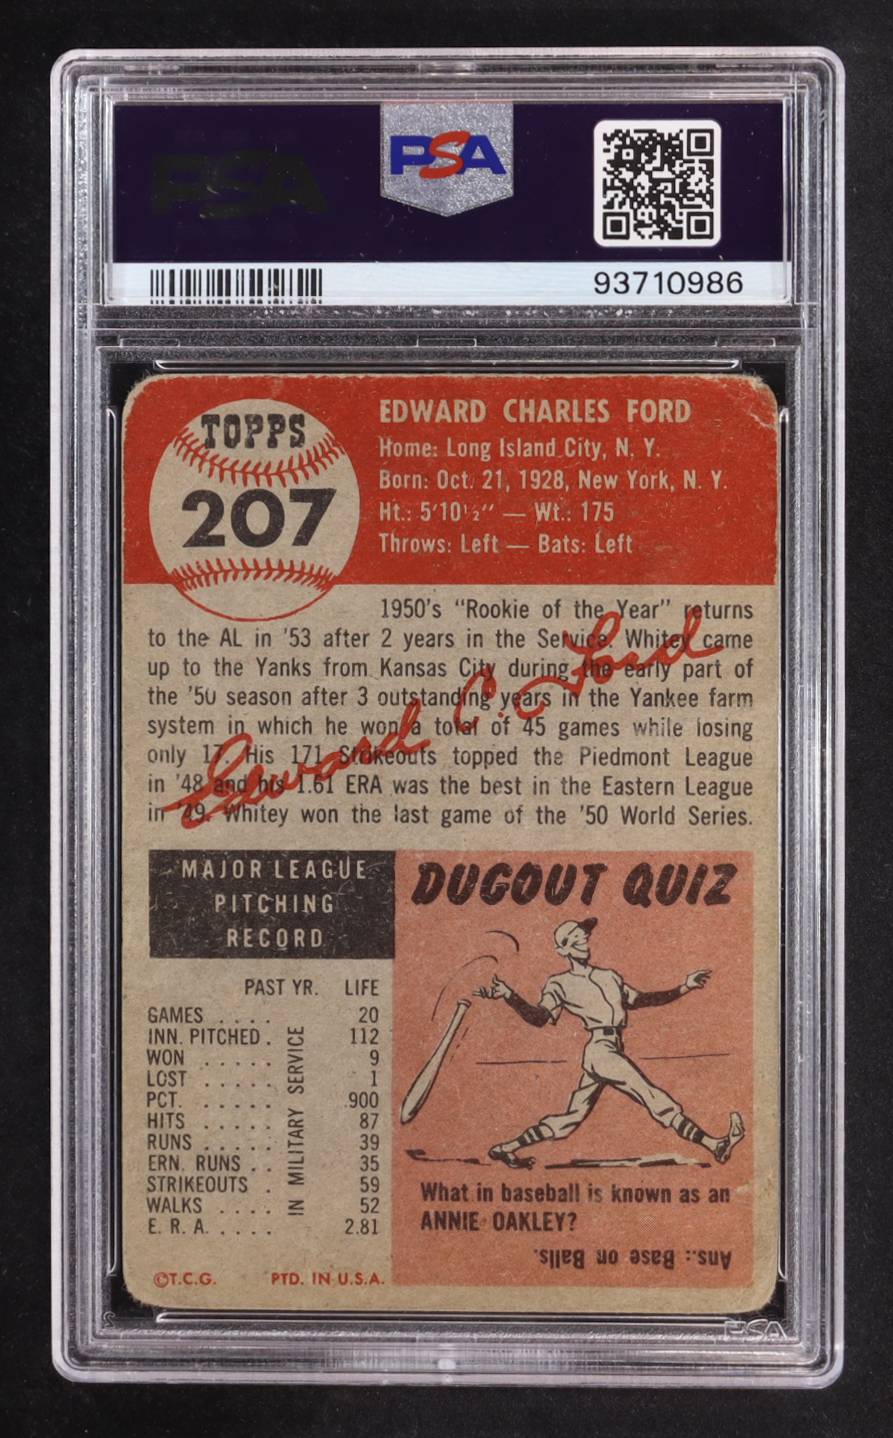 PSA
PSA
93710986
TOPPS
207
EDWARD CHARLES FORD
Home: Long Island City, N. Y.
Born: Oct. 21, 1928, New York, N. Y.
Ht.: 5'10½" — Wt.: 175
Throws: Left — Bats: Left
1950's "Rookie of the Year" returns
to the AL in '53 after 2 years in the Service. Whitey came
up to the Yanks from Kansas City during the early part of
the '50 season after 3 outstanding years in the Yankee farm
system in which he won a total of 45 games while losing
only 17. His 171 Strikeouts topped the Piedmont League
in '48 and his 1.61 ERA was the best in the Eastern League
in '49. Whitey won the last game of the '50 World Series.
Edward C. Ford
MAJOR LEAGUE
PITCHING
RECORD
PAST YR. LIFE
GAMES . . . . 20
INN. PITCHED . 112
WON . . . . . 9
LOST . . . . . 1
PCT. . . . . . .900
HITS . . . . . 87
RUNS . . . . . 39
ERN. RUNS . . 35
STRIKEOUTS . 59
WALKS . . . . 52
E. R. A. . . . . 2.81
IN MILITARY SERVICE
©T.C.G. PTD. IN U.S.A.
DUGOUT QUIZ
What in baseball is known as an
ANNIE OAKLEY?
Ans.: Base on Balls.
PSA